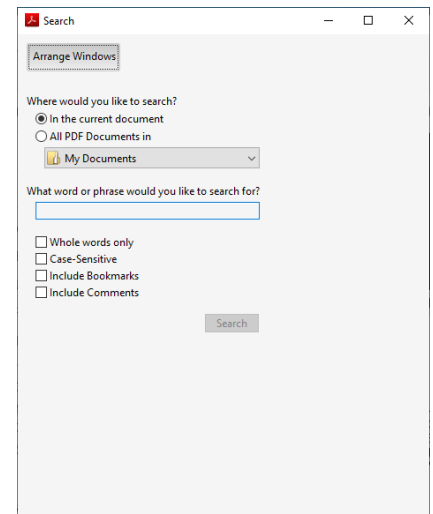 Search
Arrange Windows
Where would you like to search?
In the current document
All PDF Documents in
My Documents
What word or phrase would you like to search for?
Whole words only
Case-Sensitive
Include Bookmarks
Include Comments
Search